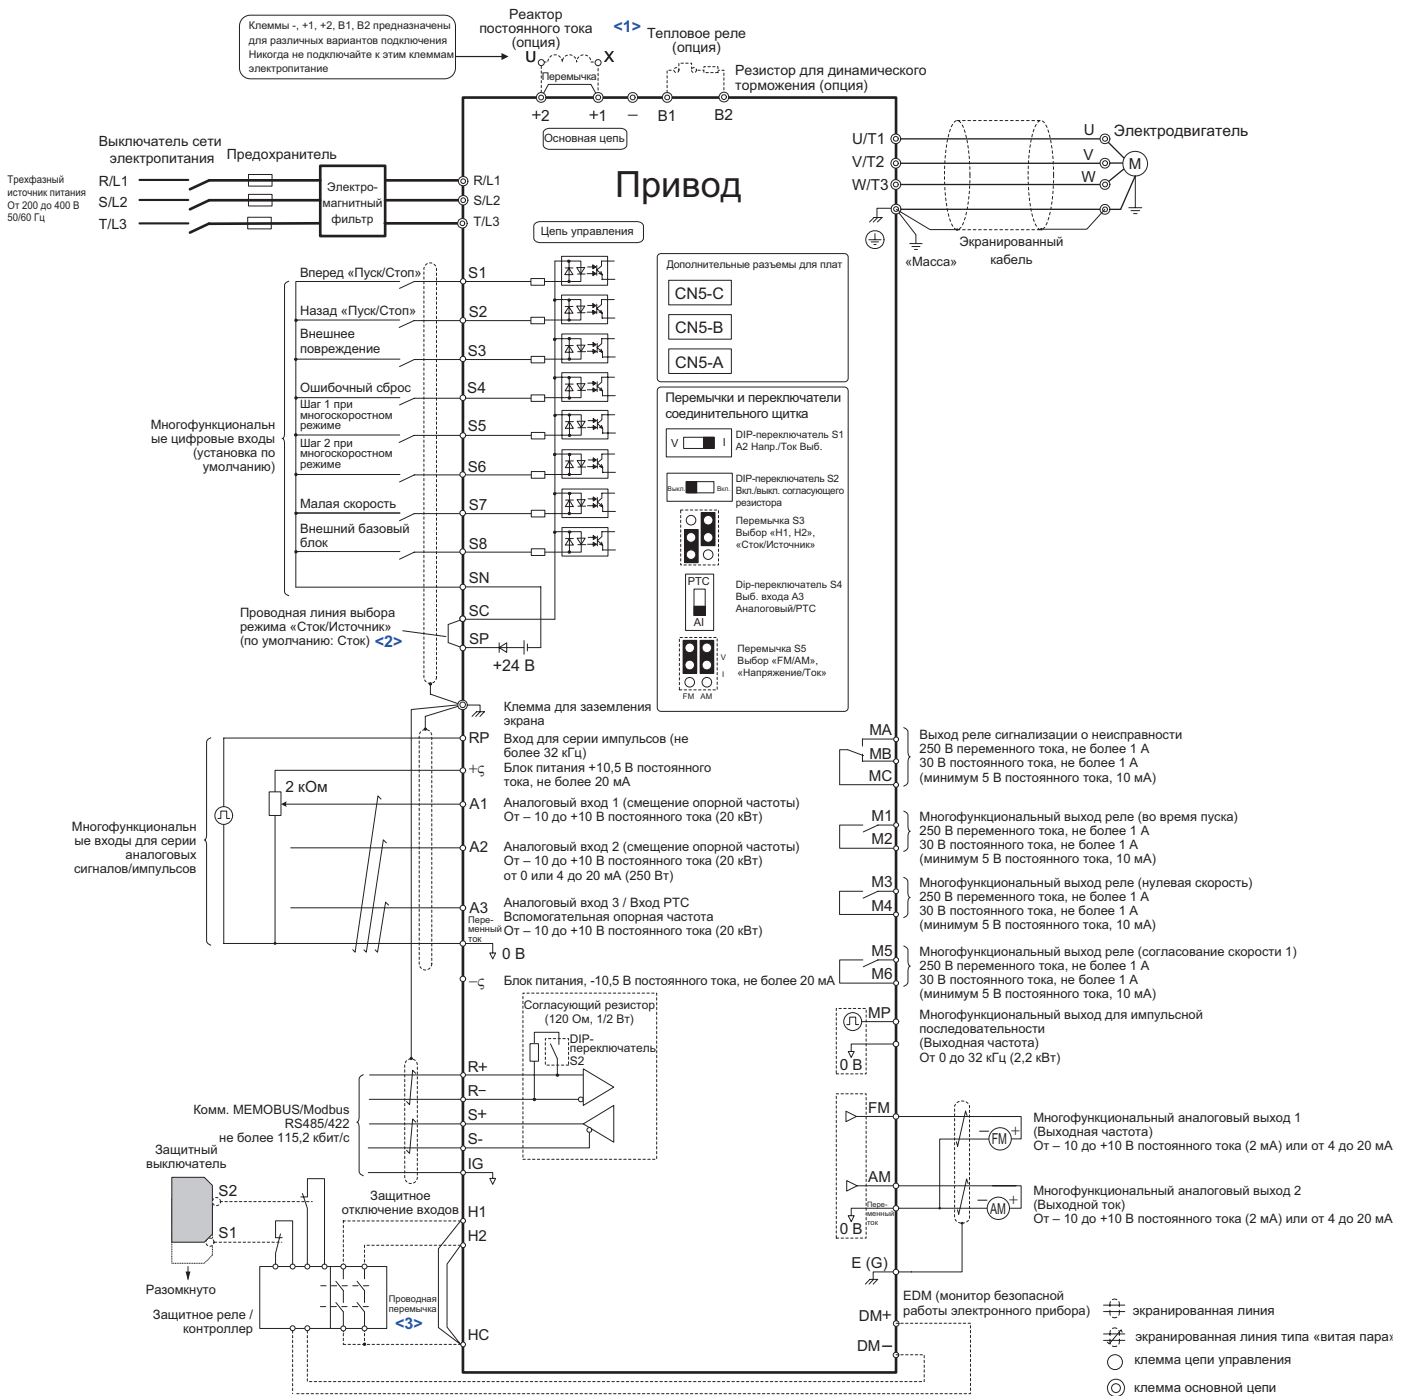 Клеммы -, +1, +2, B1, B2 предназначены
для различных вариантов подключения
Никогда не подключайте к этим клеммам
электропитание
Реактор
постоянного тока
(опция)
<1>
Тепловое реле
(опция)
U
X
Перемычка
Резистор для динамического
торможения (опция)
+2
+1
–
B1
B2
Основная цепь
Выключатель сети
электропитания
Предохранитель
Трехфазный
источник питания
От 200 до 400 В
50/60 Гц
R/L1
S/L2
T/L3
Электро-
магнитный
фильтр
R/L1
S/L2
T/L3
Привод
U/T1
V/T2
W/T3
U
V
W
Электродвигатель
M
«Масса»
Экранированный
кабель
Цепь управления
Вперед «Пуск/Стоп»
S1
Назад «Пуск/Стоп»
S2
Внешнее
повреждение
S3
Ошибочный сброс
S4
Шаг 1 при
многоскоростном
режиме
S5
Шаг 2 при
многоскоростном
режиме
S6
Малая скорость
S7
Внешний базовый
блок
S8
Многофункциональн
ые цифровые входы
(установка по
умолчанию)
SN
SC
SP
+24 В
Проводная линия выбора
режима «Сток/Источник»
(по умолчанию: Сток) <2>
Дополнительные разъемы для плат
CN5-C
CN5-B
CN5-A
Перемычки и переключатели
соединительного щитка
V
I
DIP-переключатель S1
A2 Напр./Ток Выб.
Выкл.
Вкл.
DIP-переключатель S2
Вкл./выкл. согласующего
резистора
Перемычка S3
Выбор «H1, H2»,
«Сток/Источник»
PTC
AI
Dip-переключатель S4
Выб. входа A3
Аналоговый/PTC
V
I
FM AM
Перемычка S5
Выбор «FM/AM»,
«Напряжение/Ток»
Клемма для заземления
экрана
RP
Вход для серии импульсов (не
более 32 кГц)
+ς
Блок питания +10,5 В постоянного
тока, не более 20 мА
2 кОм
A1
Аналоговый вход 1 (смещение опорной частоты)
От – 10 до +10 В постоянного тока (20 кВт)
A2
Аналоговый вход 2 (смещение опорной частоты)
От – 10 до +10 В постоянного тока (20 кВт)
от 0 или 4 до 20 мА (250 Вт)
A3
Аналоговый вход 3 / Вход PTC
Вспомогательная опорная частота
От – 10 до +10 В постоянного тока (20 кВт)
Пере-
менный
ток
0 В
Многофункциональн
ые входы для серии
аналоговых
сигналов/импульсов
–ς
Блок питания, -10,5 В постоянного тока, не более 20 мА
Согласующий резистор
(120 Ом, 1/2 Вт)
DIP-
переключатель
S2
R+
R–
S+
S-
IG
Комм. MEMOBUS/Modbus
RS485/422
не более 115,2 кбит/с
Защитный
выключатель
S2
S1
Разомкнуто
Защитное реле /
контроллер
Защитное
отключение входов
H1
H2
Проводная
перемычка
<3>
HC
MA
MB
MC
Выход реле сигнализации о неисправности
250 В переменного тока, не более 1 А
30 В постоянного тока, не более 1 А
(минимум 5 В постоянного тока, 10 мА)
M1
M2
Многофункциональный выход реле (во время пуска)
250 В переменного тока, не более 1 А
30 В постоянного тока, не более 1 А
(минимум 5 В постоянного тока, 10 мА)
M3
M4
Многофункциональный выход реле (нулевая скорость)
250 В переменного тока, не более 1 А
30 В постоянного тока, не более 1 А
(минимум 5 В постоянного тока, 10 мА)
M5
M6
Многофункциональный выход реле (согласование скорости 1)
250 В переменного тока, не более 1 А
30 В постоянного тока, не более 1 А
(минимум 5 В постоянного тока, 10 мА)
MP
0 В
Многофункциональный выход для импульсной
последовательности
(Выходная частота)
От 0 до 32 кГц (2,2 кВт)
FM
– FM +
Многофункциональный аналоговый выход 1
(Выходная частота)
От – 10 до +10 В постоянного тока (2 мА) или от 4 до 20 мА
AM
Пере-
менный
ток
0 В
– AM +
Многофункциональный аналоговый выход 2
(Выходной ток)
От – 10 до +10 В постоянного тока (2 мА) или от 4 до 20 мА
E (G)
EDM (монитор безопасной
работы электронного прибора)
DM+
DM–
экранированная линия
экранированная линия типа «витая пара»
клемма цепи управления
клемма основной цепи